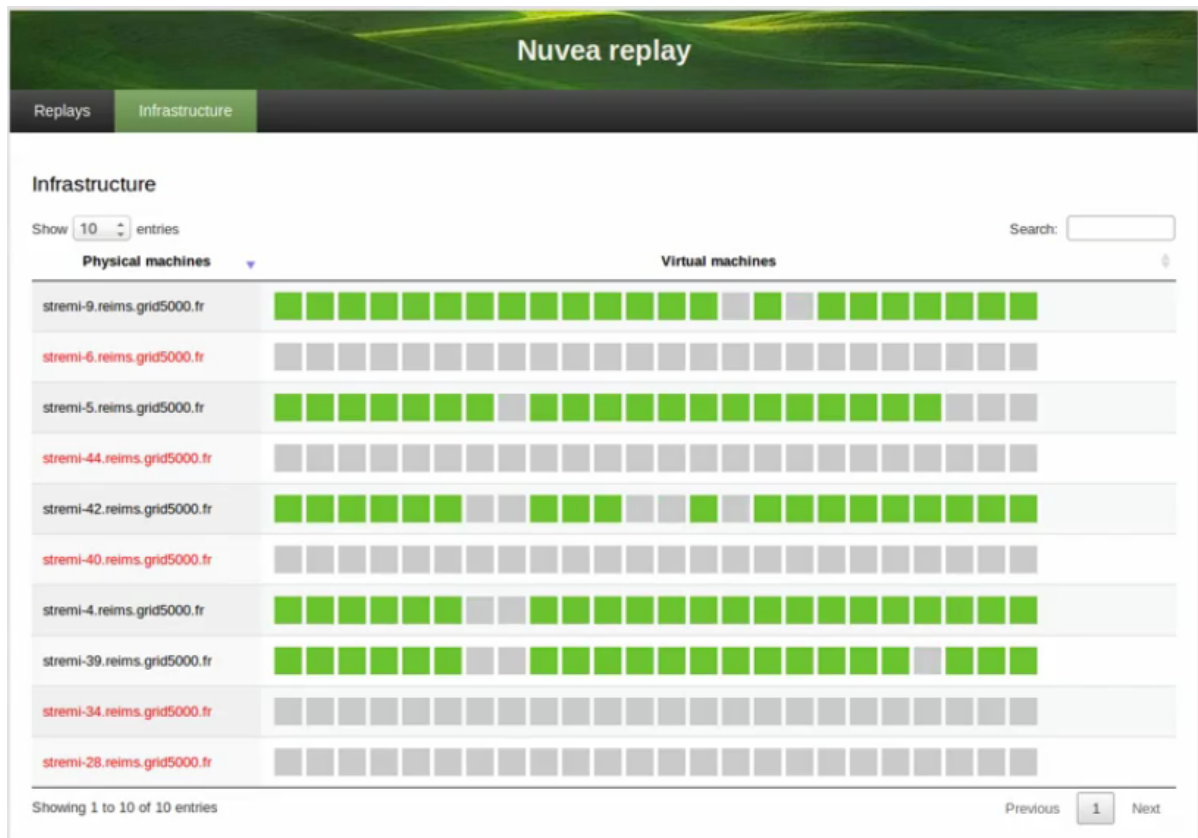 Nuvea replay
Replays Infrastructure
Infrastructure
Show 10 entries Search:
Physical machines Virtual machines
stremi-9.reims.grid5000.fr
stremi-6.reims.grid5000.fr
stremi-5.reims.grid5000.fr
stremi-44.reims.grid5000.fr
stremi-42.reims.grid5000.fr
stremi-40.reims.grid5000.fr
stremi-4.reims.grid5000.fr
stremi-39.reims.grid5000.fr
stremi-34.reims.grid5000.fr
stremi-28.reims.grid5000.fr
Showing 1 to 10 of 10 entries Previous 1 Next